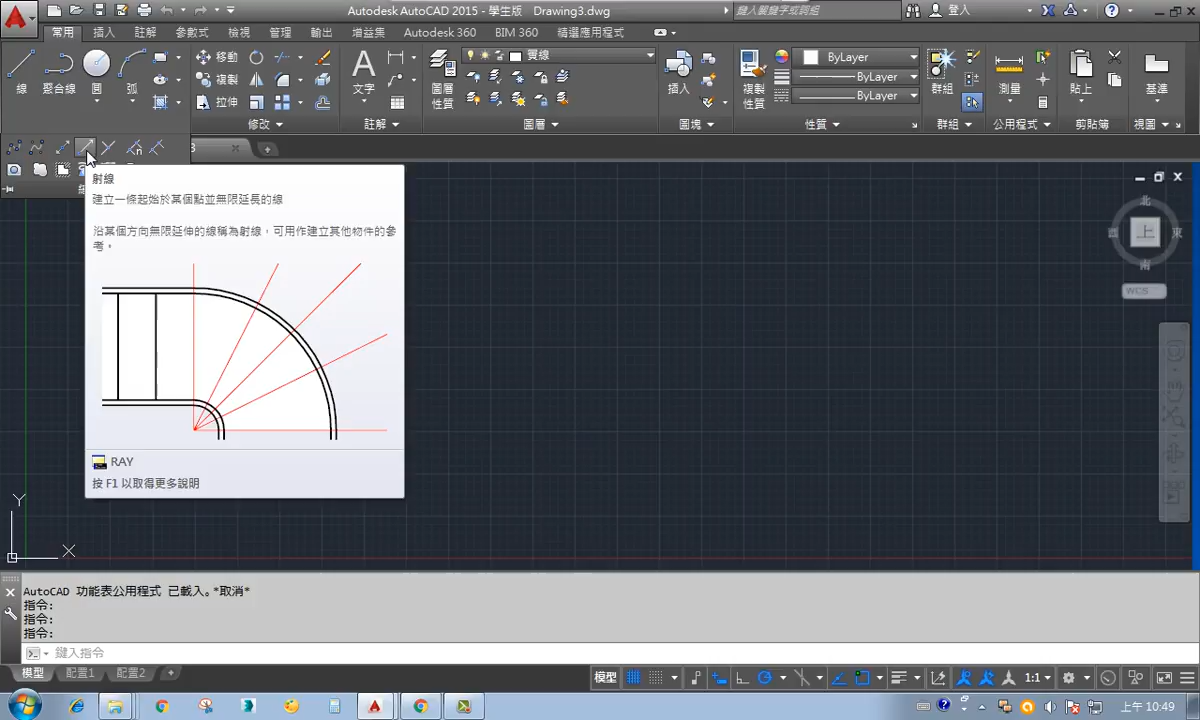 Autodesk AutoCAD 2015 - 學生版 Drawing3.dwg
鍵入關鍵字或詞組
登入
常用 插入 註解 參數式 檢視 管理 輸出 增益集 Autodesk 360 BIM 360 精選應用程式
線 聚合線 圓 弧
移動
複製
拉伸
修改
文字
註解
圖層
性質
實線
圖層
插入
圖塊
複製
性質
ByLayer
ByLayer
ByLayer
性質
群組
群組
測量
公用程式
貼上
剪貼簿
基準
視圖
3
射線
建立一條起始於某個點並無限延長的線
沿某個方向無限延伸的線稱為射線，可用作建立其他物件的參
考。
RAY
按 F1 以取得更多說明
北
西 上 東
南
WCS
Y
X
AutoCAD 功能表公用程式 已載入。*取消*
指令:
指令:
指令:
鍵入指令
模型 配置1 配置2
模型 1:1
上午 10:49